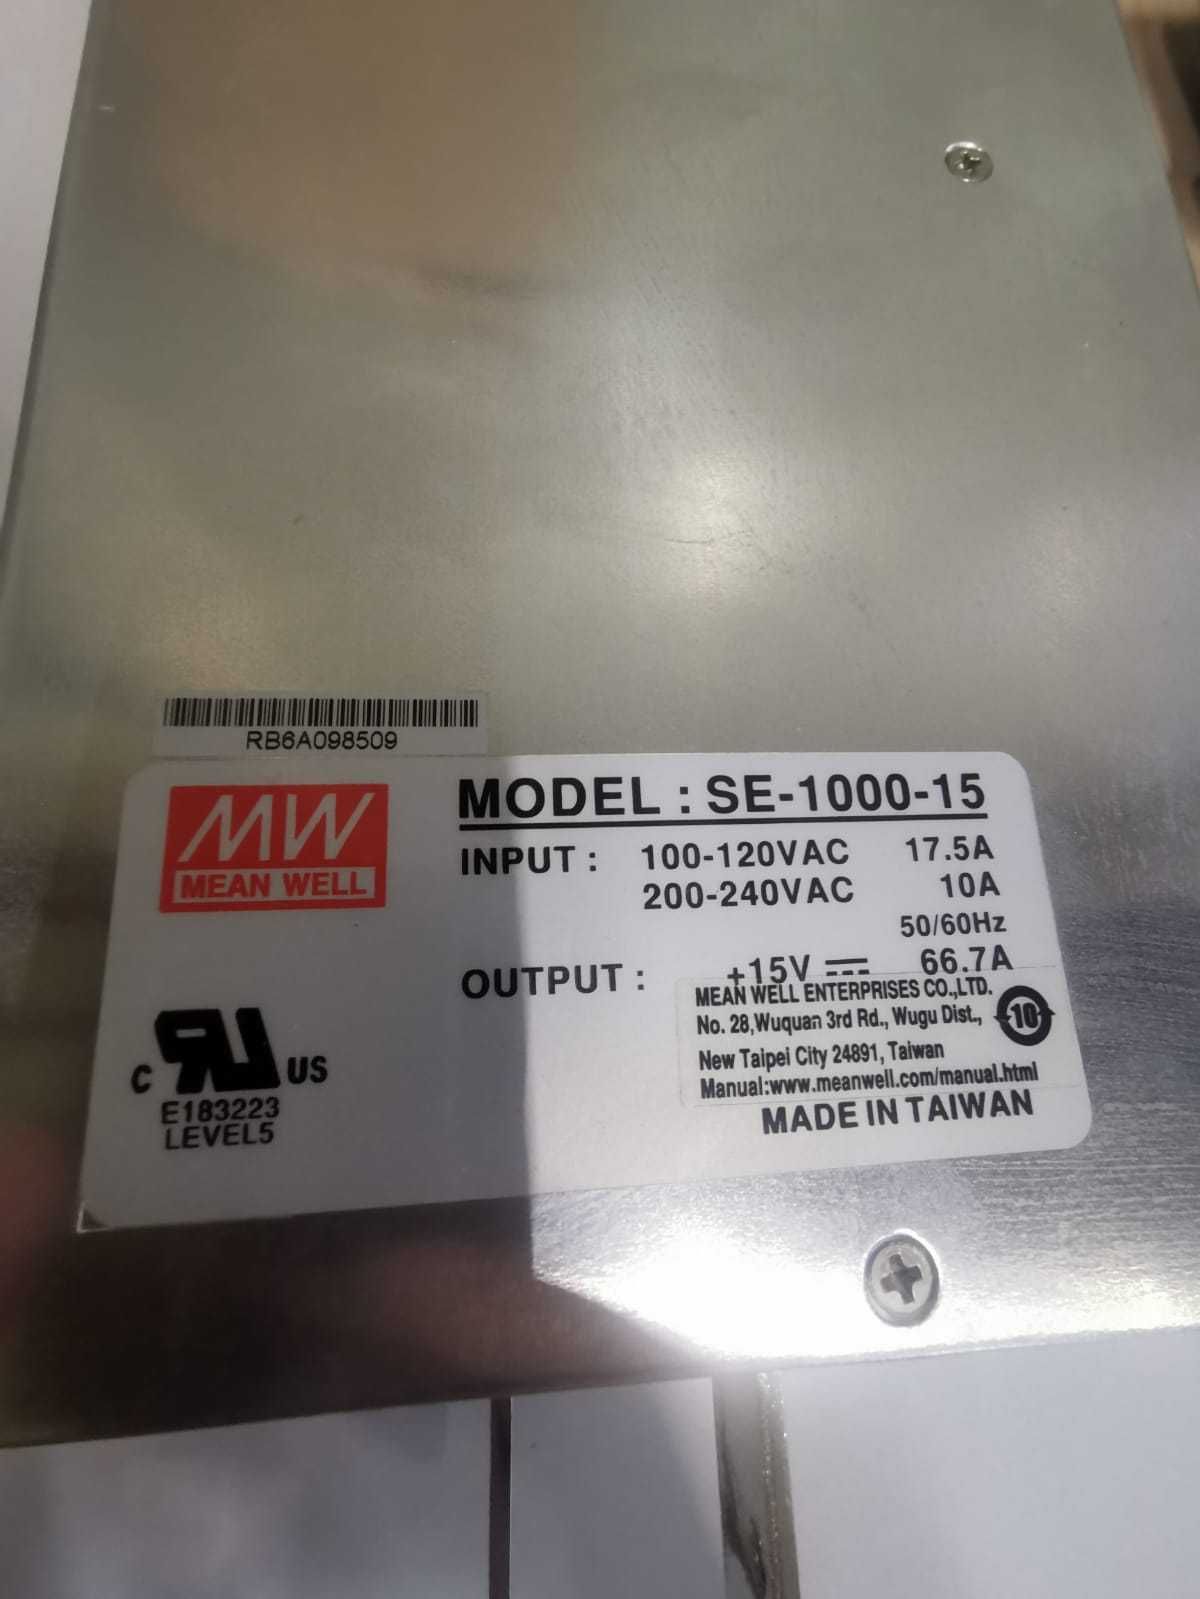 RB6A098509
MW
MEAN WELL
MODEL : SE-1000-15
INPUT : 100-120VAC 17.5A
200-240VAC 10A
50/60Hz
OUTPUT : +15V ⎓ 66.7A
MEAN WELL ENTERPRISES CO.,LTD.
No. 28,Wuquan 3rd Rd., Wugu Dist.,
10
New Taipei City 24891, Taiwan
Manual:www.meanwell.com/manual.html
MADE IN TAIWAN
C RU US
E183223
LEVEL5